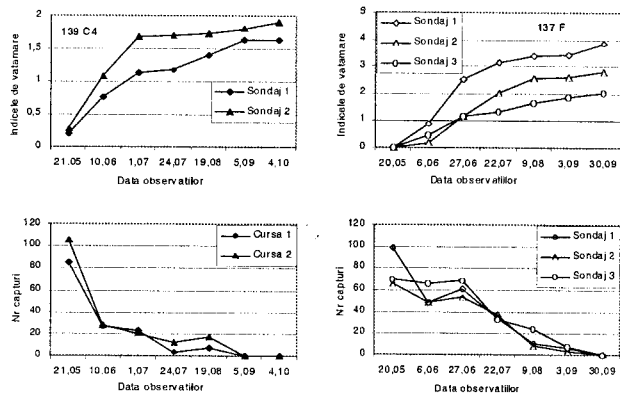 139 C4
Indicele de vatamare
2
1,5
1
0,5
0
Sondaj 1
Sondaj 2
21,05 10,06 1,07 24,07 19,08 5,09 4,10
Data observatiilor
137 F
Indicele de vatamare
5
4
3
2
1
0
Sondaj 1
Sondaj 2
Sondaj 3
20,05 6,06 27,06 22,07 9,08 3,09 30,09
Data observatiilor
Nr capturi
120
100
80
60
40
20
0
Cursa 1
Cursa 2
21,05 10,06 1,07 24,07 19,08 5,09 4,10
Data observatiilor
Nr capturi
120
100
80
60
40
20
0
Sondaj 1
Sondaj 2
Sondaj 3
20,05 6,06 27,06 22,07 9,08 3,09 30,09
Data observatiilor